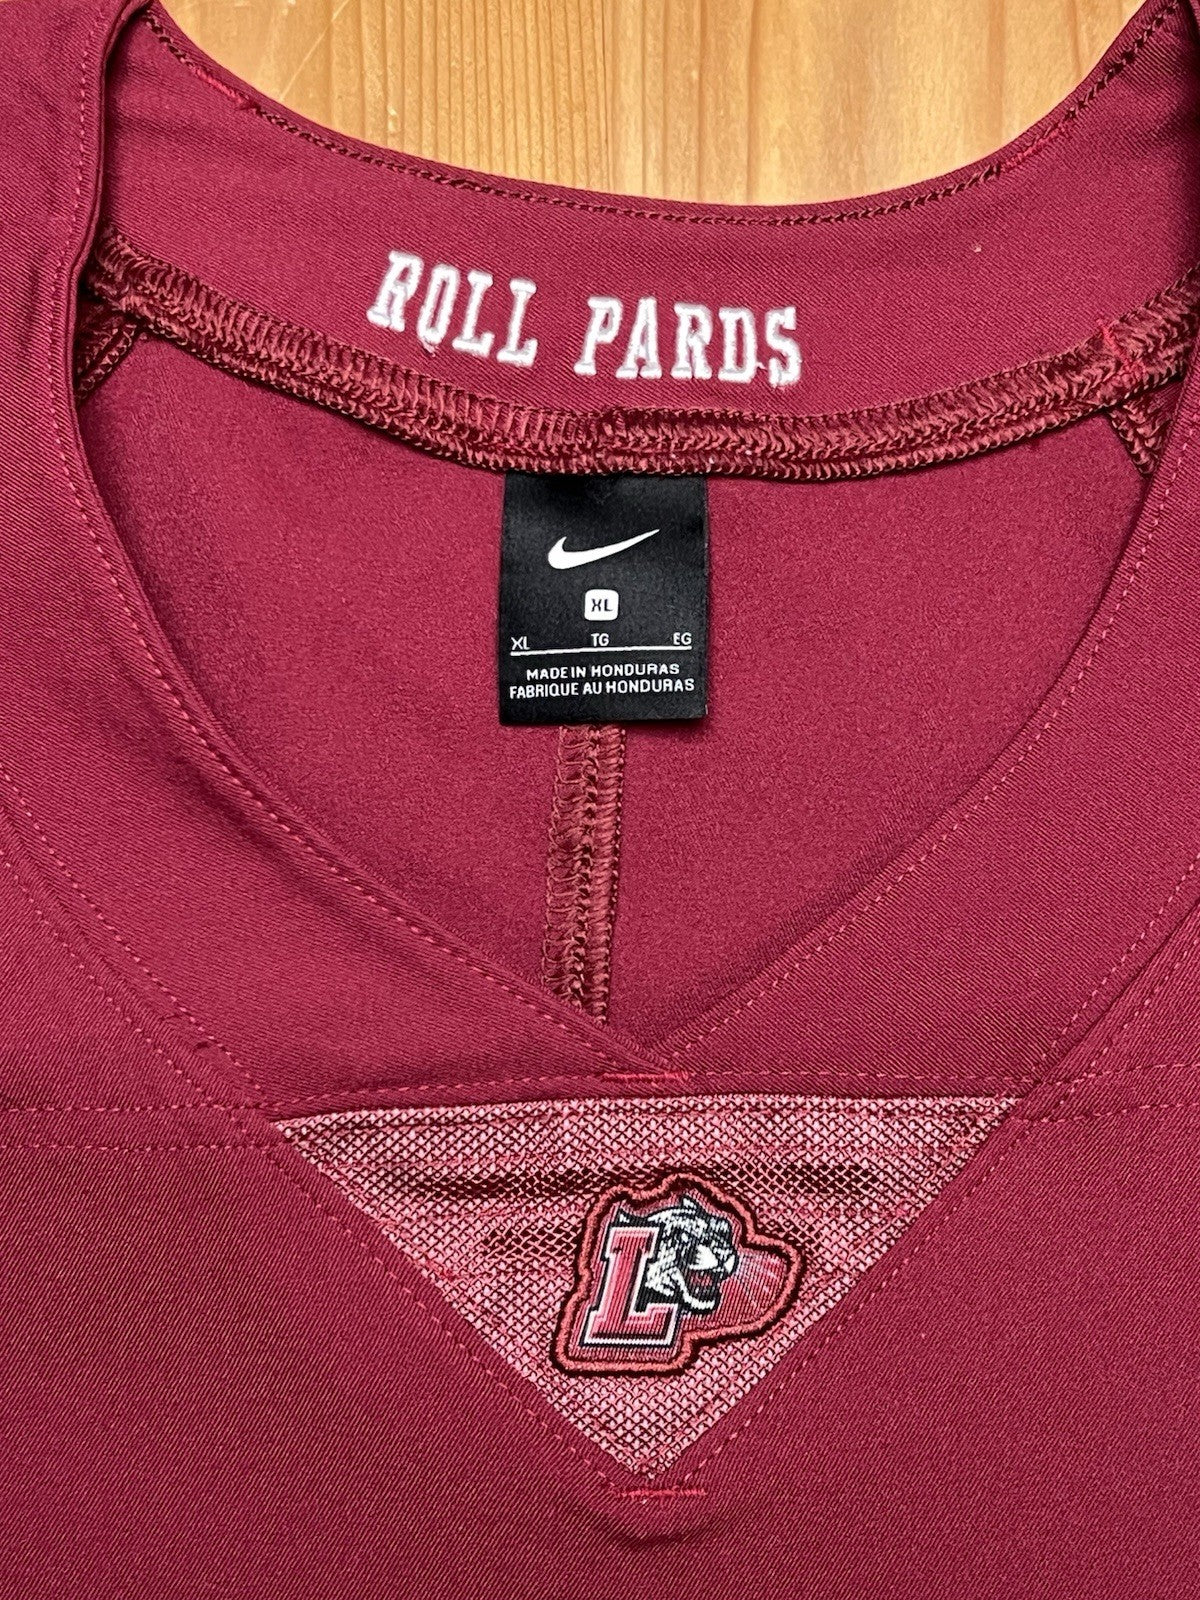 ROLL PARDS
XL
XL TG EG
MADE IN HONDURAS
FABRIQUE AU HONDURAS
L